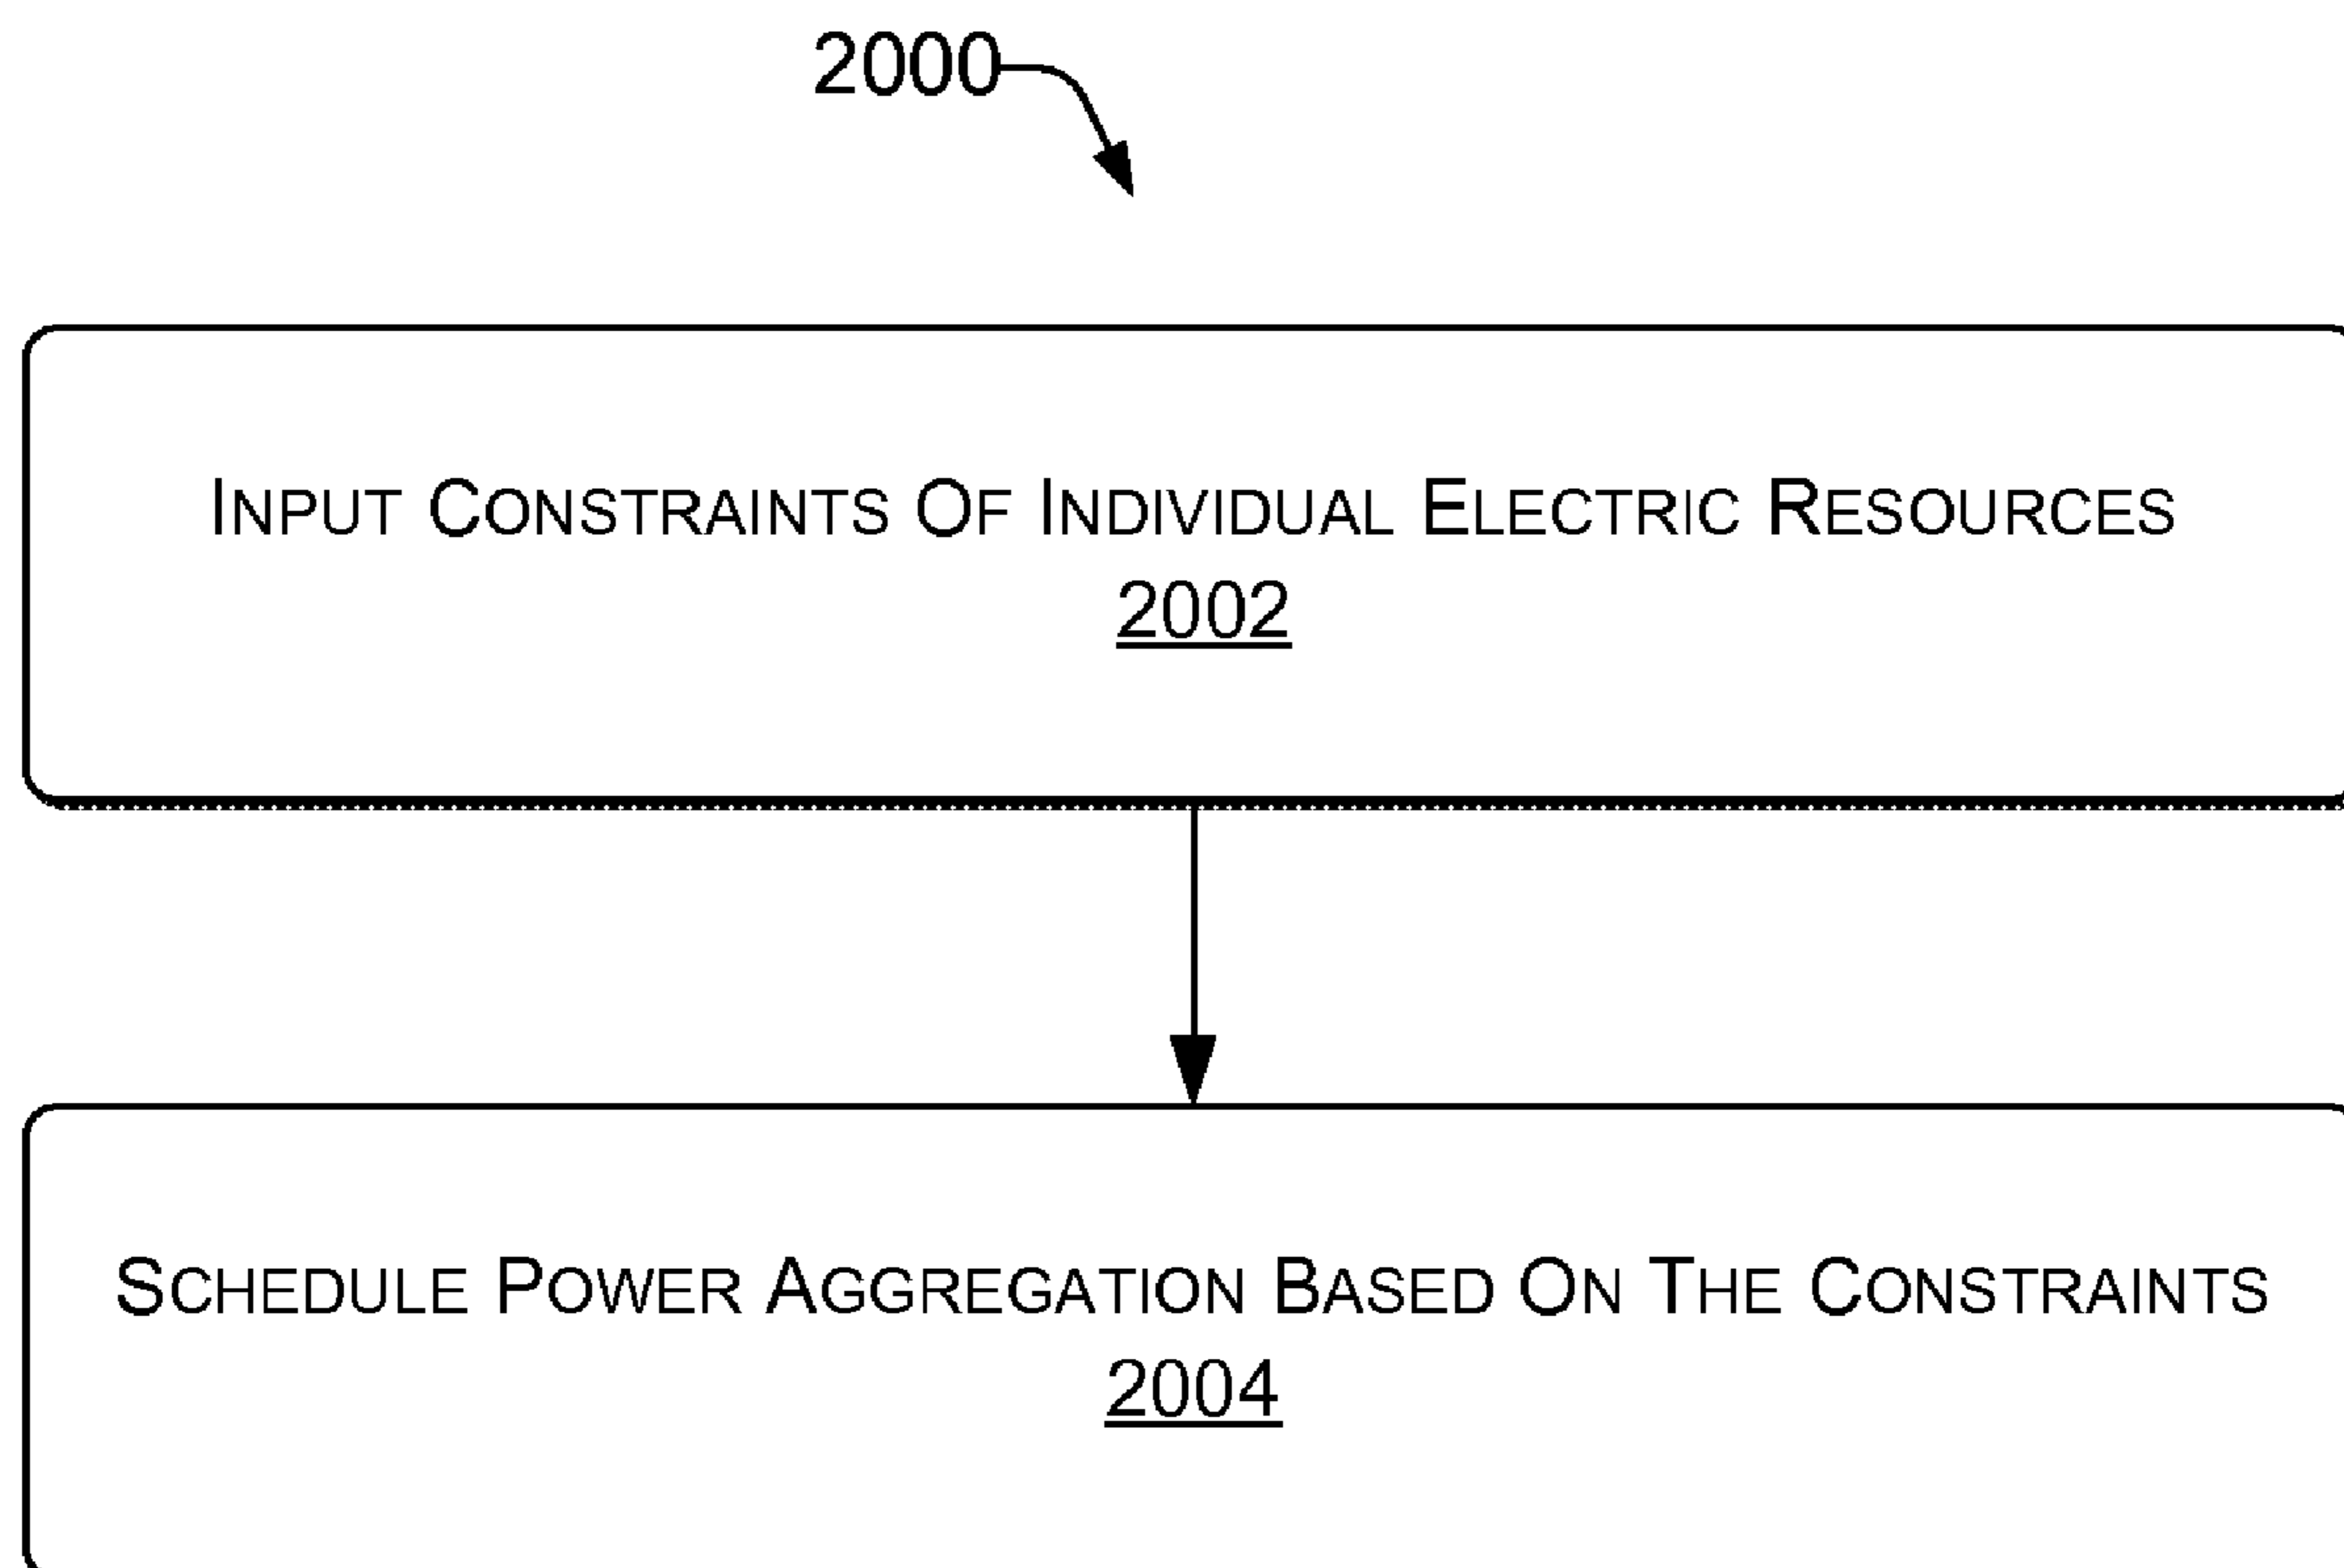 2000
INPUT CONSTRAINTS OF INDIVIDUAL ELECTRIC RESOURCES
2002
SCHEDULE POWER AGGREGATION BASED ON THE CONSTRAINTS
2004